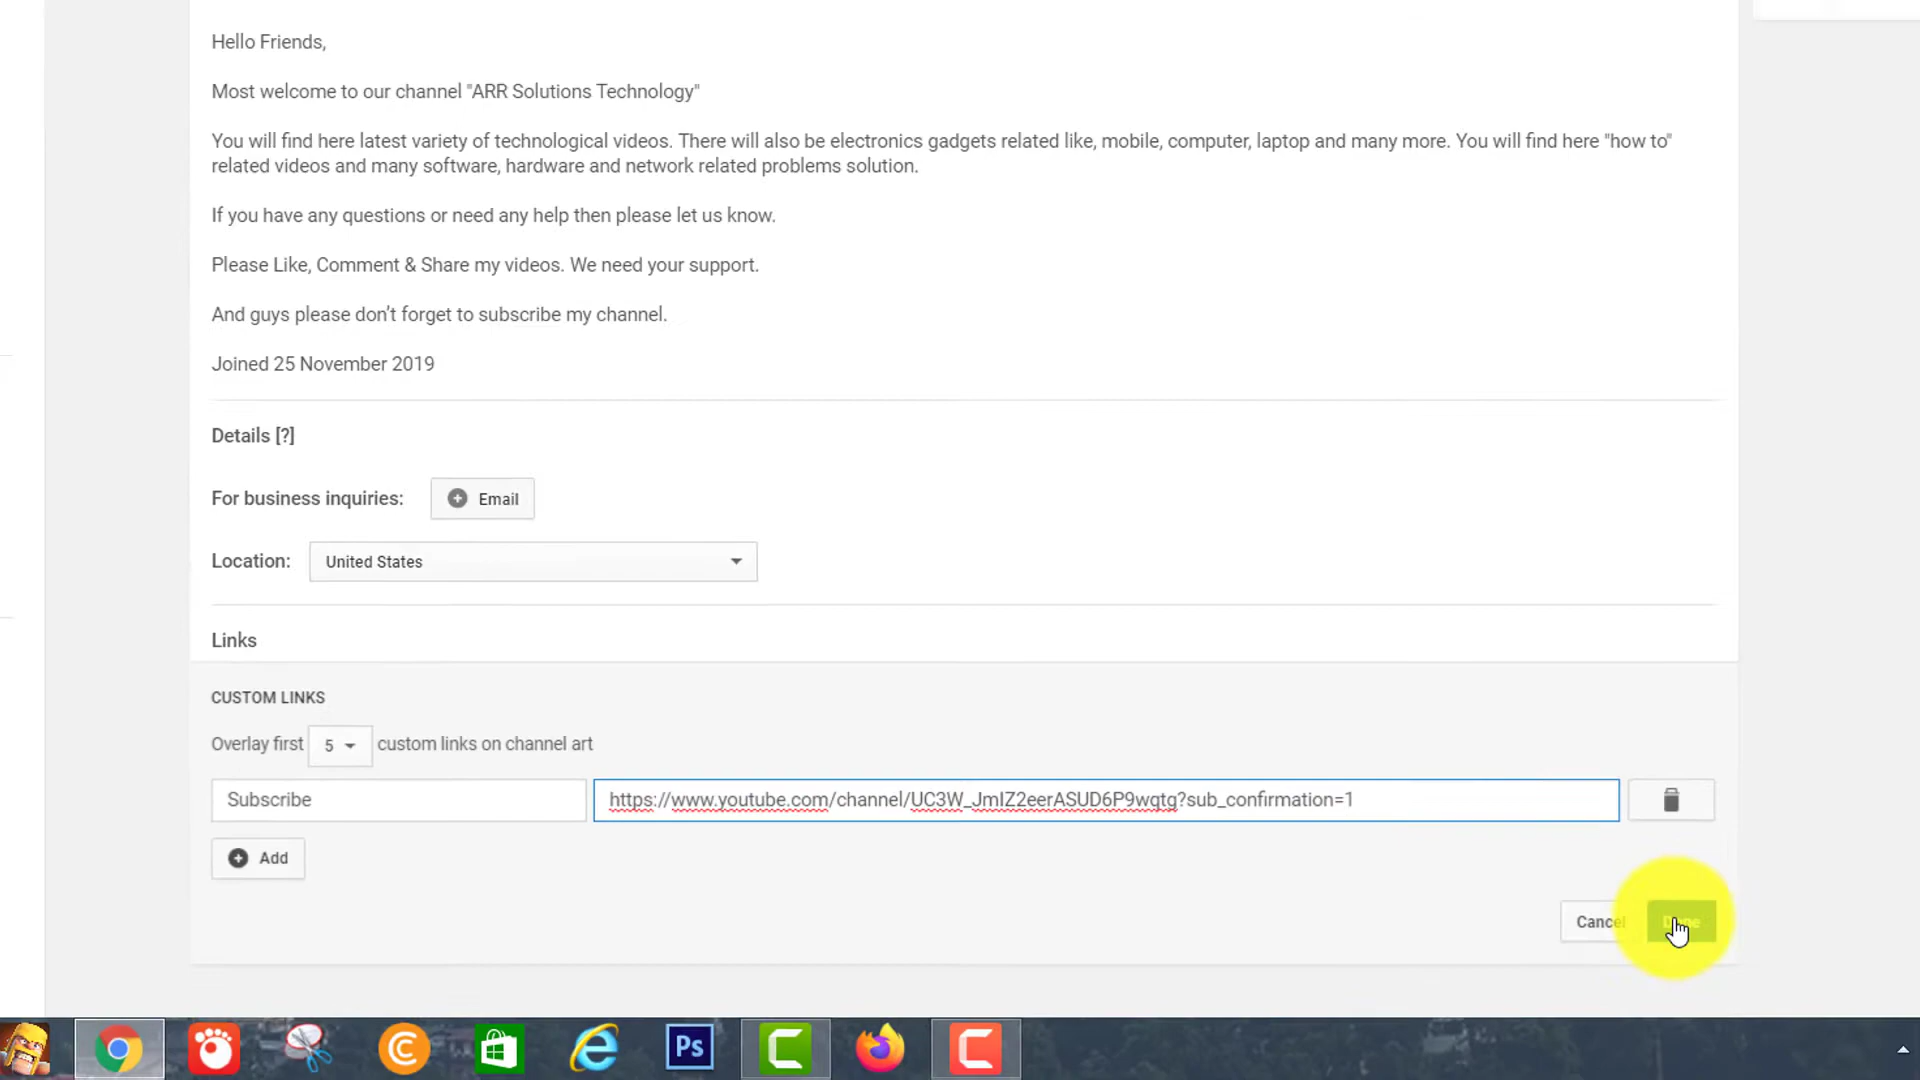 Hello Friends,
Most welcome to our channel "ARR Solutions Technology"
You will find here latest variety of technological videos. There will also be electronics gadgets related like, mobile, computer, laptop and many more. You will find here "how to"
related videos and many software, hardware and network related problems solution.
If you have any questions or need any help then please let us know.
Please Like, Comment & Share my videos. We need your support.
And guys please don’t forget to subscribe my channel.
Joined 25 November 2019
Details [?]
For business inquiries: Email
Location: United States
Links
CUSTOM LINKS
Overlay first 5 custom links on channel art
Subscribe https://www.youtube.com/channel/UC3W_JmIZ2eerASUD6P9wqtg?sub_confirmation=1
Add
Cancel Done
Ps